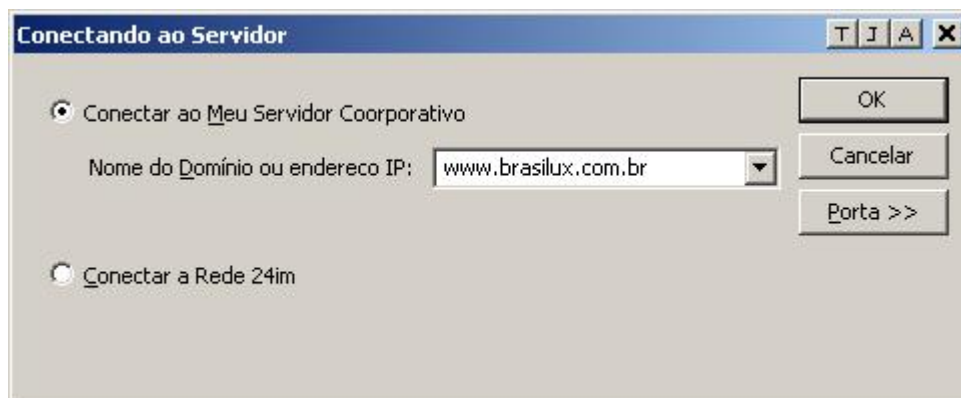 Conectando ao Servidor
T J A X
Conectar ao Meu Servidor Coorporativo
OK
Nome do Domínio ou endereco IP: www.brasilux.com.br
Cancelar
Porta >>
Conectar a Rede 24im